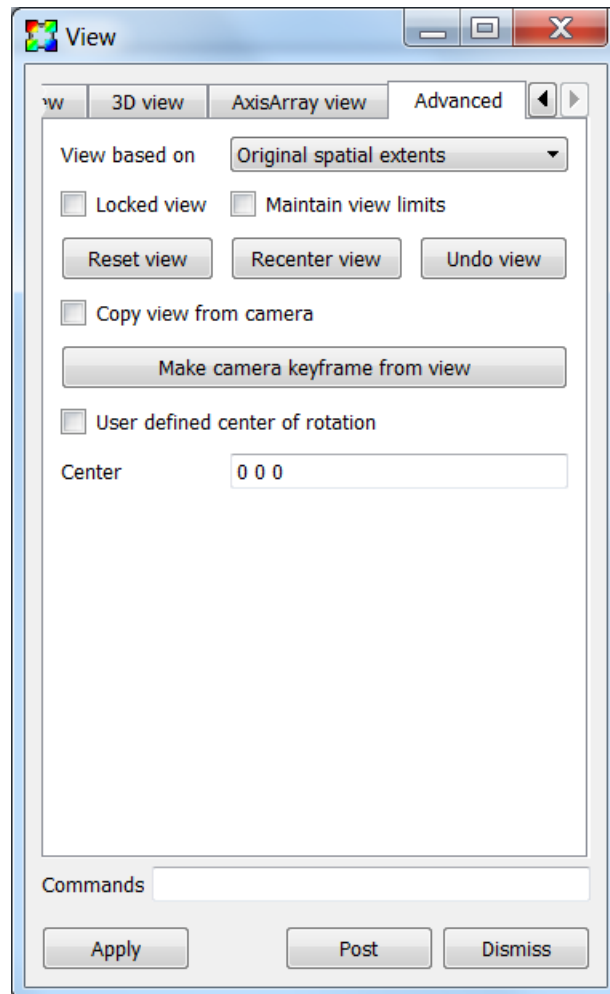 View
ew 3D view AxisArray view Advanced
View based on Original spatial extents
Locked view Maintain view limits
Reset view Recenter view Undo view
Copy view from camera
Make camera keyframe from view
User defined center of rotation
Center 0 0 0
Commands
Apply Post Dismiss